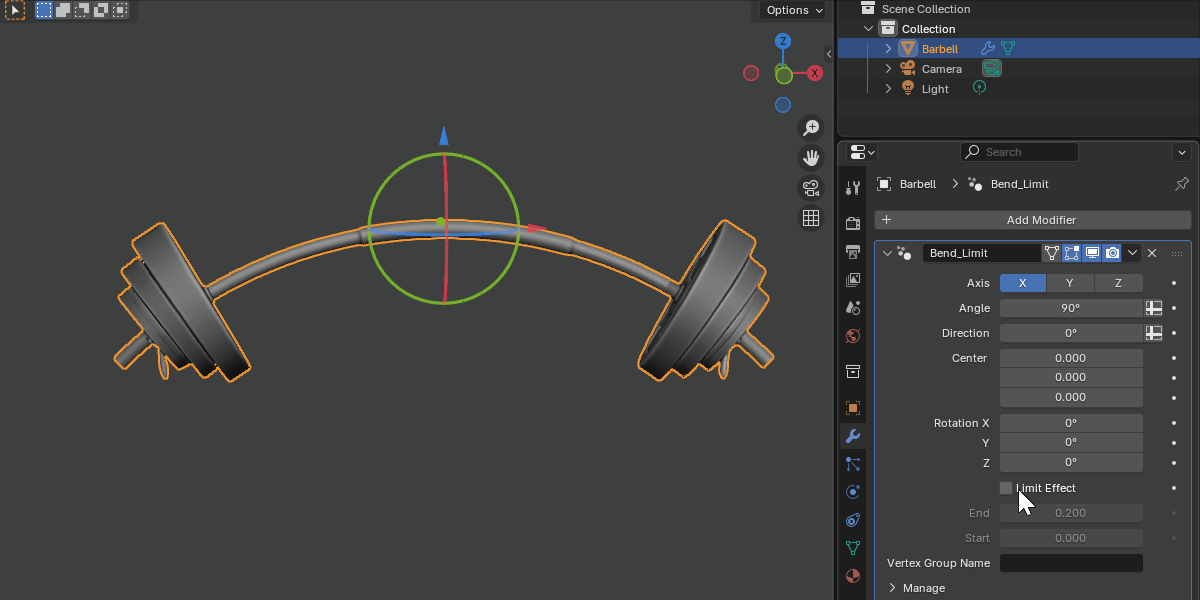 Options
Z
X
Scene Collection
Collection
Barbell
Camera
Light
Search
Barbell > Bend_Limit
+ Add Modifier
Bend_Limit
Axis X Y Z
Angle 90°
Direction 0°
Center 0.000
0.000
0.000
Rotation X 0°
Y 0°
Z 0°
Limit Effect
End 0.200
Start 0.000
Vertex Group Name
Manage